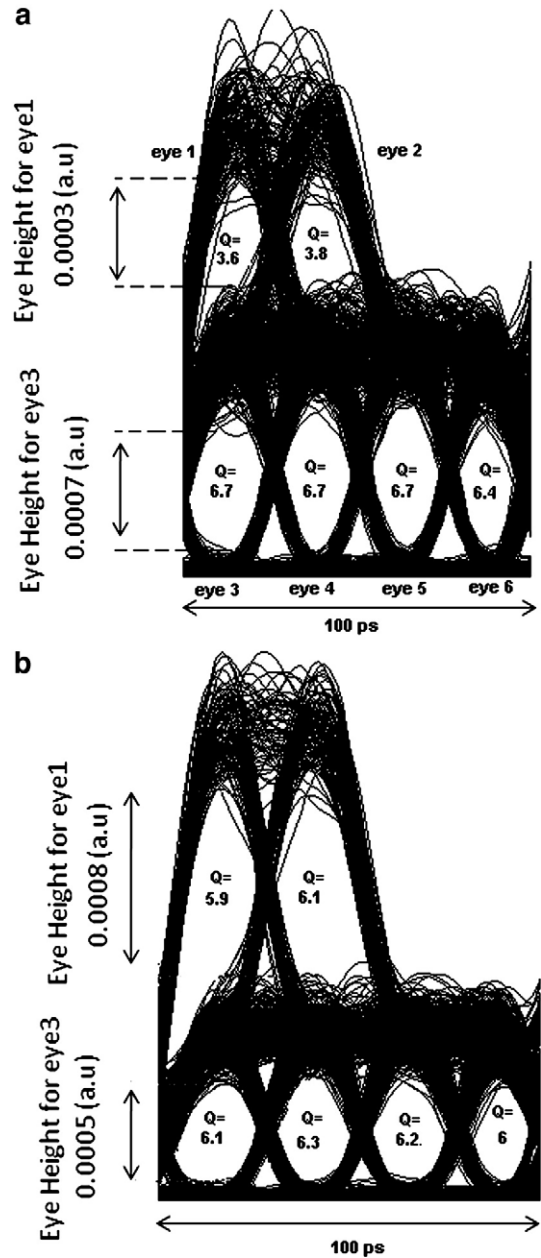 a
Eye Height for eye1
0.0003 (a.u)
eye 1
eye 2
Q=
3.6
Q=
3.8
Eye Height for eye3
0.0007 (a.u)
Q=
6.7
Q=
6.7
Q=
6.7
Q=
6.4
eye 3
eye 4
eye 5
eye 6
100 ps
b
Eye Height for eye1
0.0008 (a.u)
Q=
5.9
Q=
6.1
Eye Height for eye3
0.0005 (a.u)
Q=
6.1
Q=
6.3
Q=
6.2.
Q=
6
100 ps